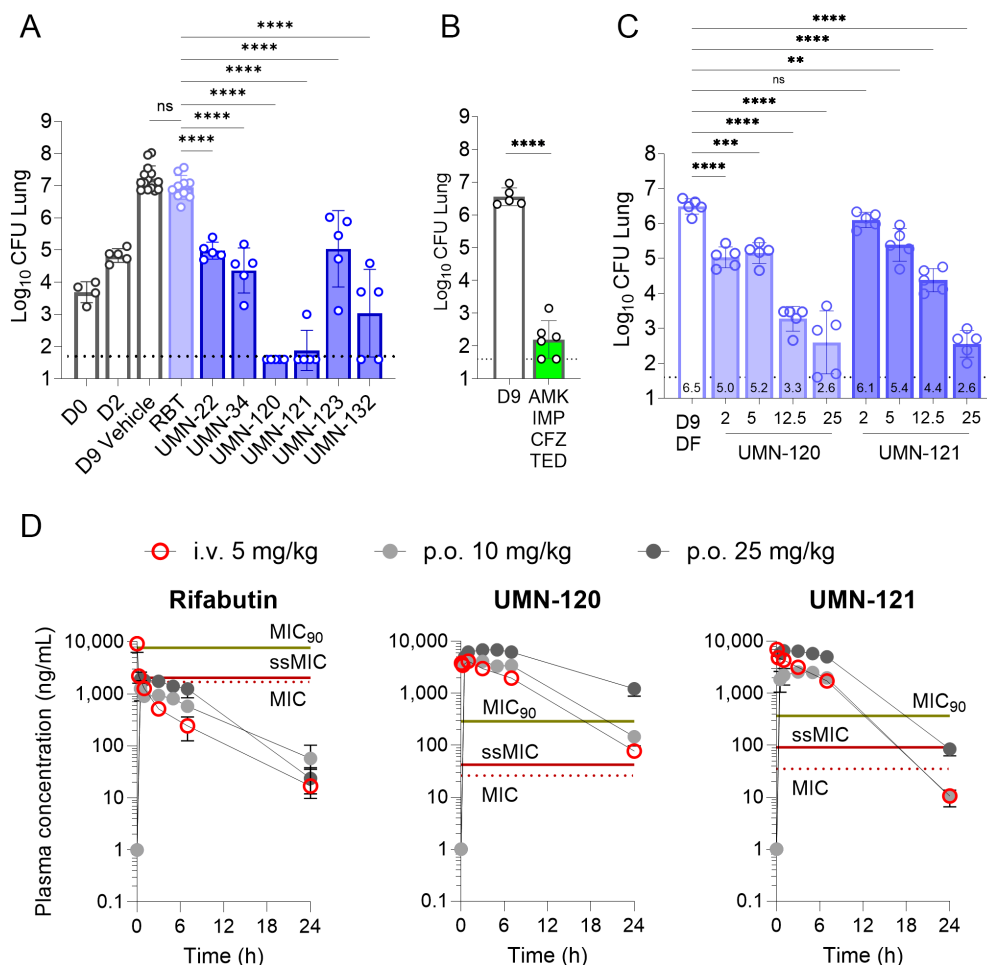 A
****
****
****
****
****
****
ns
Log10 CFU Lung
9
8
7
6
5
4
3
2
1
D0
D2
D9 Vehicle
RBT
UMN-22
UMN-34
UMN-120
UMN-121
UMN-123
UMN-132
B
****
Log10 CFU Lung
9
8
7
6
5
4
3
2
1
D9
AMK
IMP
CFZ
TED
C
****
****
**
ns
****
****
***
****
Log10 CFU Lung
8
7
6
5
4
3
2
1
6.5 5.0 5.2 3.3 2.6 6.1 5.4 4.4 2.6
D9
DF
2 5 12.5 25 2 5 12.5 25
UMN-120 UMN-121
D
i.v. 5 mg/kg p.o. 10 mg/kg p.o. 25 mg/kg
Plasma concentration (ng/mL)
Rifabutin
10,000
1,000
100
10
1
0.1
MIC90
ssMIC
MIC
0 6 12 18 24
Time (h)
UMN-120
10,000
1,000
100
10
1
0.1
MIC90
ssMIC
MIC
0 6 12 18 24
Time (h)
UMN-121
10,000
1,000
100
10
1
0.1
MIC90
ssMIC
MIC
0 6 12 18 24
Time (h)